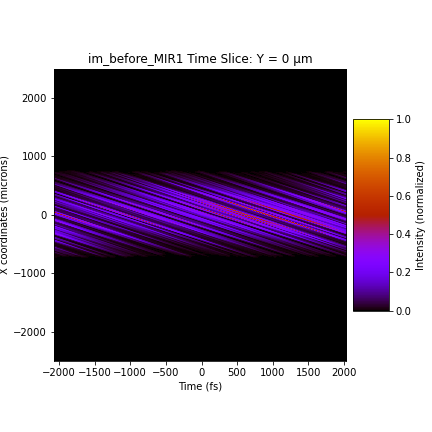 im_before_MIR1 Time Slice: Y = 0 µm
X coordinates (microns)
2000
1000
0
−1000
−2000
−2000 −1500 −1000 −500 0 500 1000 1500 2000
Time (fs)
1.0
0.8
0.6
0.4
0.2
0.0
Intensity (normalized)